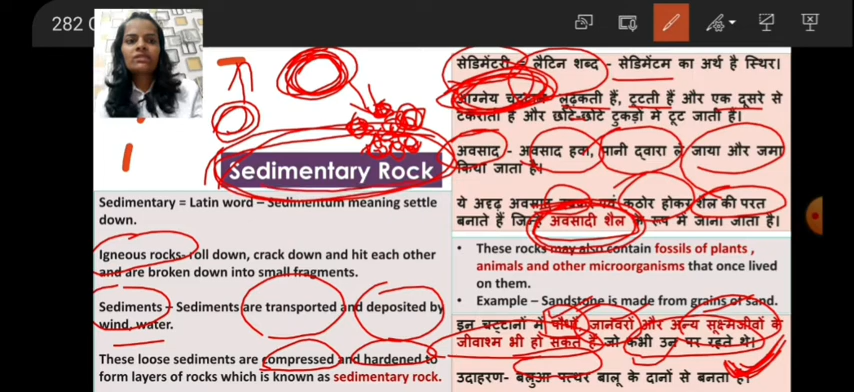 282
Sedimentary Rock
Sedimentary = Latin word – Sedimentum meaning settle
down.
Igneous rocks- roll down, crack down and hit each other
and are broken down into small fragments.
Sediments – Sediments are transported and deposited by
wind, water.
These loose sediments are compressed and hardened to
form layers of rocks which is known as sedimentary rock.
सेडिमेंटरी = लैटिन शब्द - सेडिमेंटम का अर्थ है स्थिर।
आग्नेय चट्टानें लुढ़कती हैं, टूटती हैं और एक दूसरे से
टकराती हैं और छोटे-छोटे टुकड़ों में टूट जाती हैं।
अवसाद - अवसाद हवा, पानी द्वारा ले जाया और जमा
किया जाता है।
ये अदृढ़ अवसाद एवं कठोर होकर शैल की परत
बनाते हैं जिन्हें अवसादी शैल के रूप में जाना जाता है।
• These rocks may also contain fossils of plants ,
animals and other microorganisms that once lived
on them.
• Example – Sandstone is made from grains of sand.
इन चट्टानों में पौधों, जानवरों और अन्य सूक्ष्मजीवों के
जीवाश्म भी हो सकते हैं जो कभी उन पर रहते थे।
उदाहरण- बलुआ पत्थर बालू के दानों से बनता है।